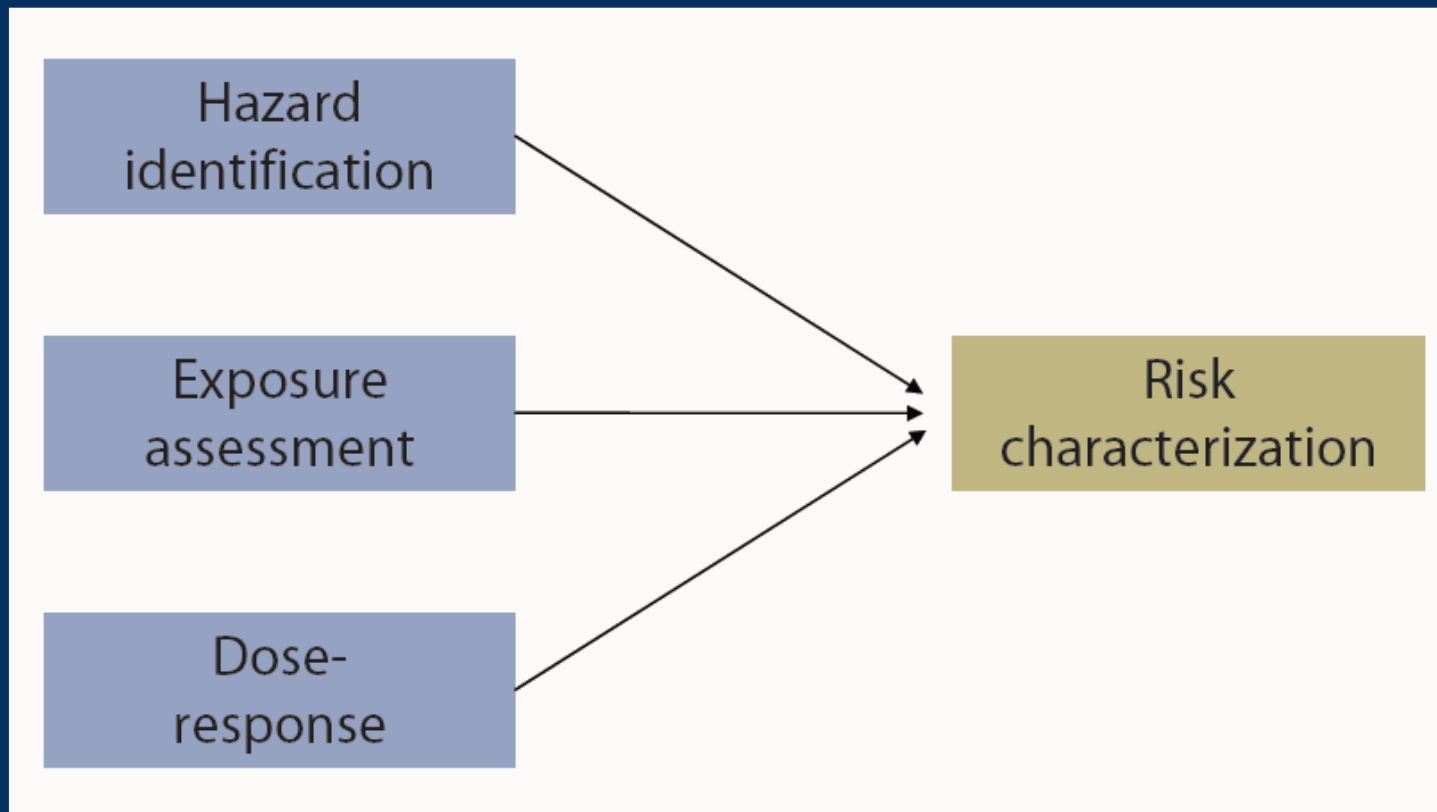 Hazard
identification
Exposure
assessment
Risk
characterization
Dose-
response